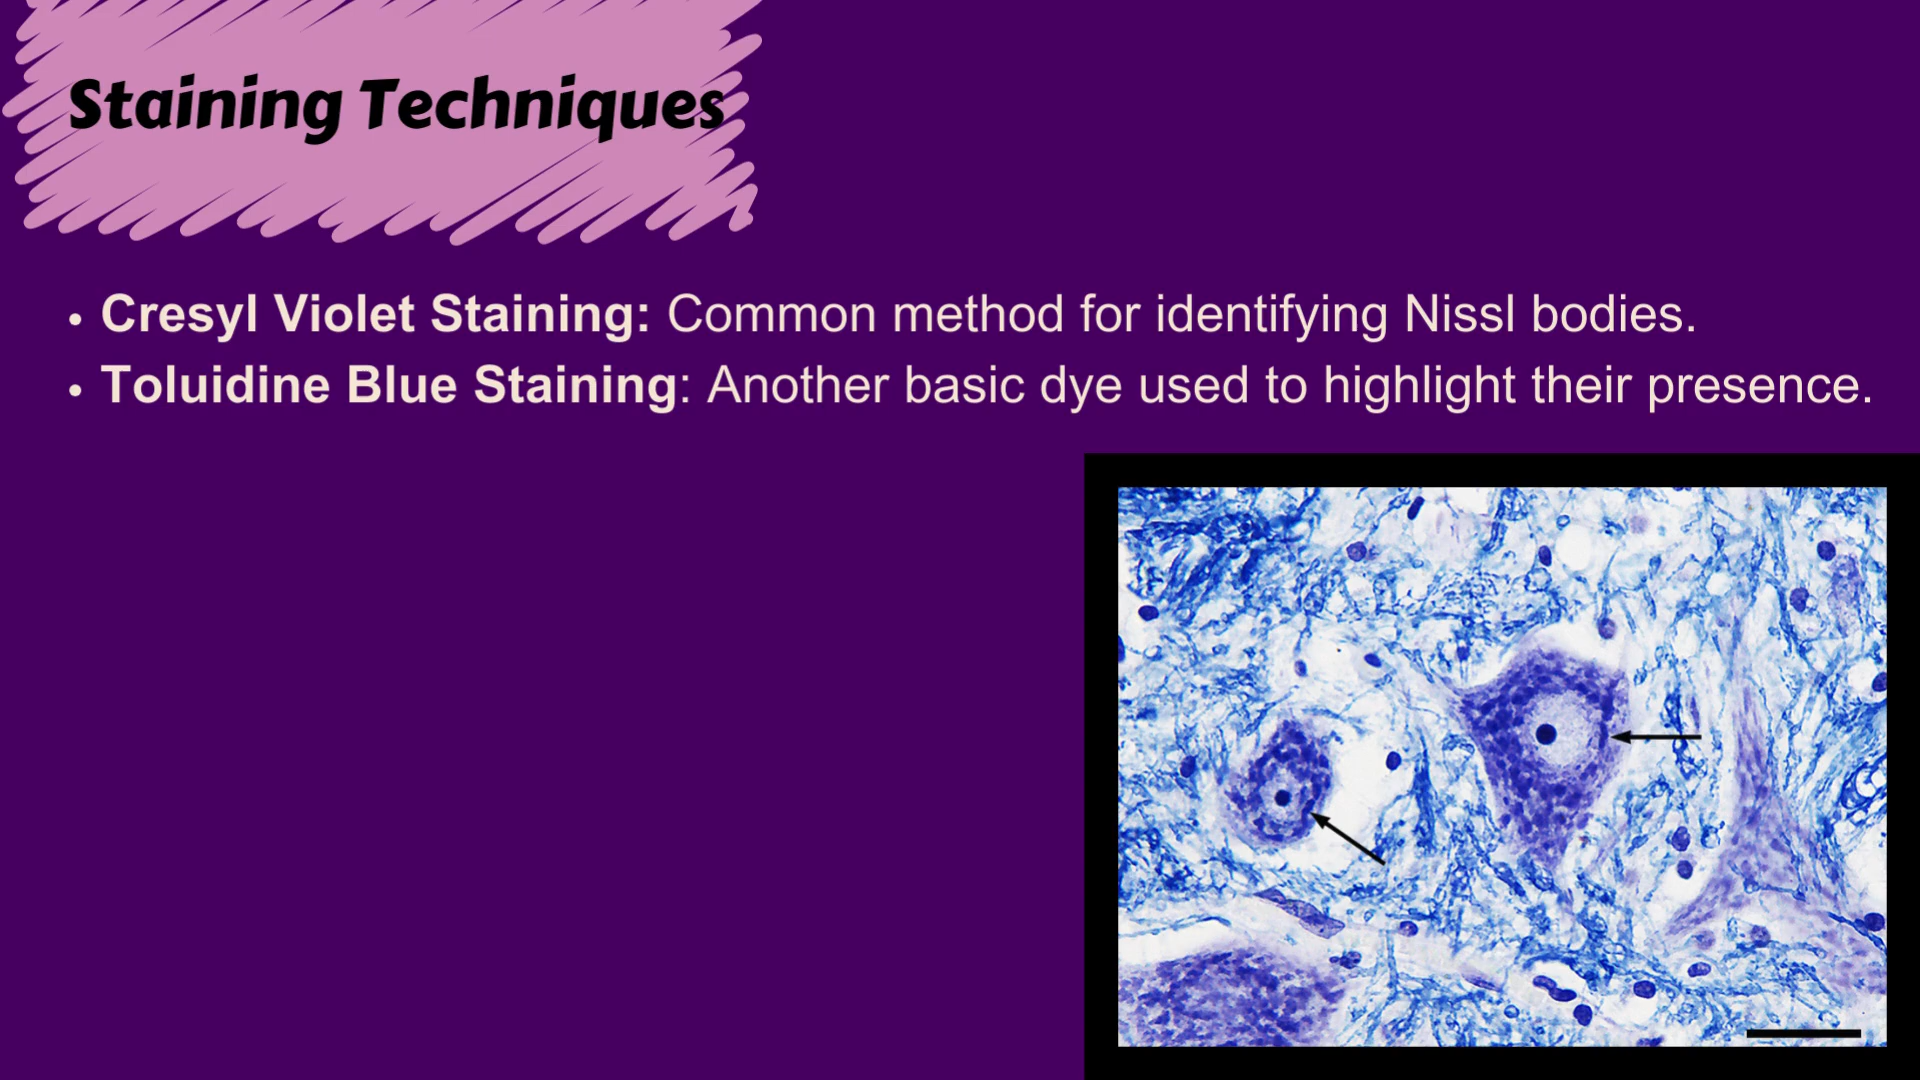 Staining Techniques
• Cresyl Violet Staining: Common method for identifying Nissl bodies.
• Toluidine Blue Staining: Another basic dye used to highlight their presence.